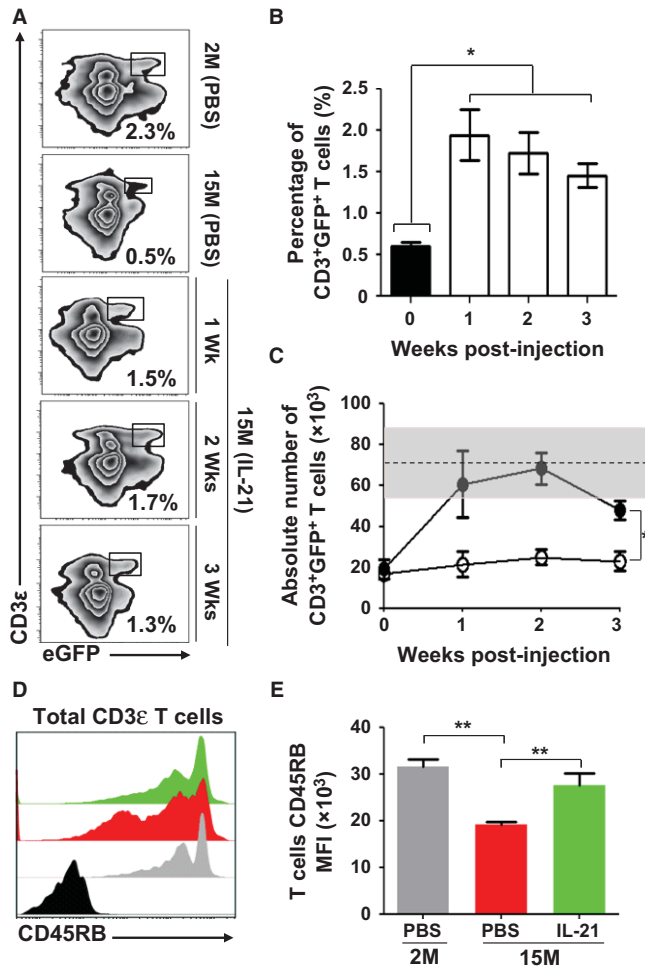 A
2M (PBS)
2.3%
15M (PBS)
0.5%
1 Wk
1.5%
2 Wks
1.7%
3 Wks
1.3%
15M (IL-21)
CD3ε
eGFP
B
*
Percentage of
CD3⁺GFP⁺ T cells (%)
2.5
2.0
1.5
1.0
0.5
0
0 1 2 3
Weeks post-injection
C
Absolute number of
CD3⁺GFP⁺ T cells (×10³)
100
80
60
40
20
0
*
0 1 2 3
Weeks post-injection
D
Total CD3ε T cells
CD45RB
E
T cells CD45RB
MFI (×10³)
40
30
20
10
0
**
**
PBS PBS IL-21
2M 15M